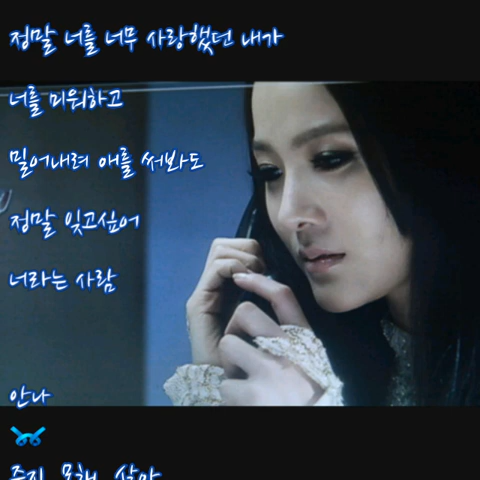 정말 너를 너무 사랑했던 내가
너를 미워하고
밀어내려 애를 써봐도
정말 잊고싶어
너라는 사람
안나